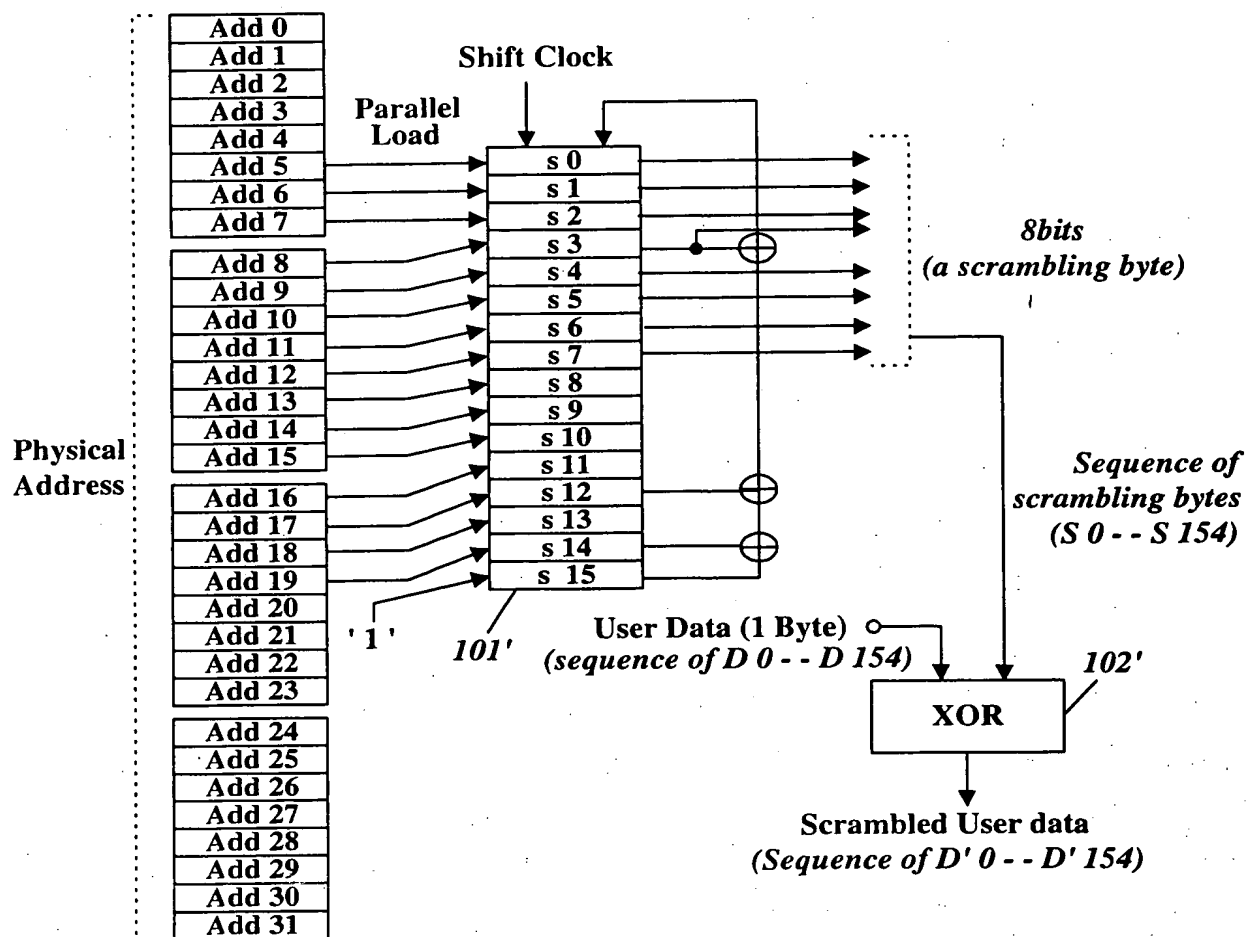 Add 0
Add 1
Add 2
Add 3
Add 4
Add 5
Add 6
Add 7
Add 8
Add 9
Add 10
Add 11
Add 12
Add 13
Add 14
Add 15
Add 16
Add 17
Add 18
Add 19
Add 20
Add 21
Add 22
Add 23
Add 24
Add 25
Add 26
Add 27
Add 28
Add 29
Add 30
Add 31
Physical
Address
Parallel
Load
'1'
Shift Clock
s 0
s 1
s 2
s 3
s 4
s 5
s 6
s 7
s 8
s 9
s 10
s 11
s 12
s 13
s 14
s 15
101'
8bits
(a scrambling byte)
Sequence of
scrambling bytes
(S 0 - - S 154)
User Data (1 Byte)
(sequence of D 0 - - D 154)
102'
XOR
Scrambled User data
(Sequence of D' 0 - - D' 154)